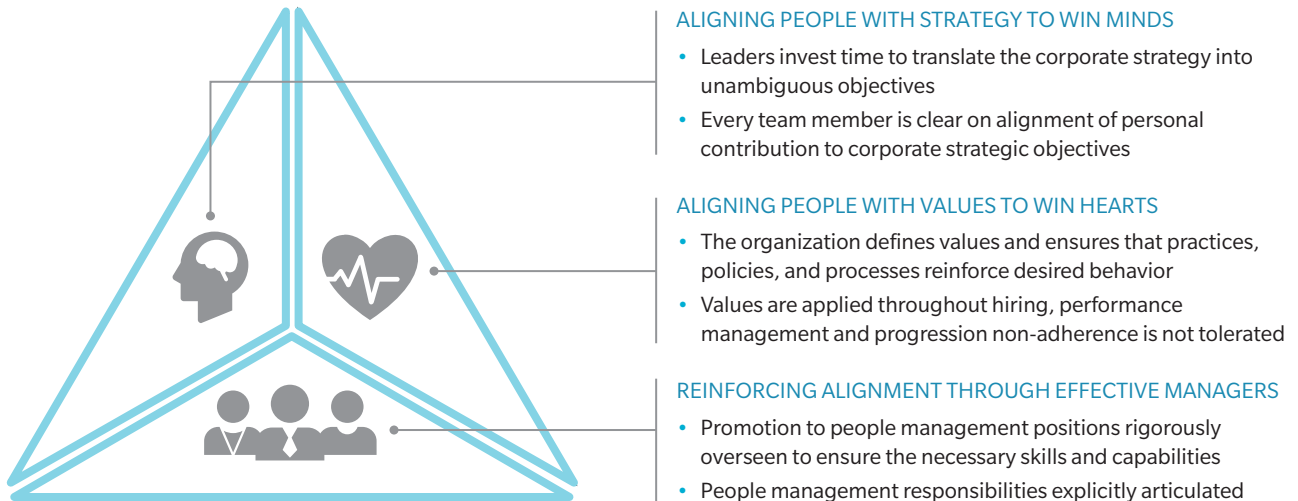 ALIGNING PEOPLE WITH STRATEGY TO WIN MINDS
• Leaders invest time to translate the corporate strategy into
unambiguous objectives
• Every team member is clear on alignment of personal
contribution to corporate strategic objectives
ALIGNING PEOPLE WITH VALUES TO WIN HEARTS
• The organization defines values and ensures that practices,
policies, and processes reinforce desired behavior
• Values are applied throughout hiring, performance
management and progression non-adherence is not tolerated
REINFORCING ALIGNMENT THROUGH EFFECTIVE MANAGERS
• Promotion to people management positions rigorously
overseen to ensure the necessary skills and capabilities
• People management responsibilities explicitly articulated